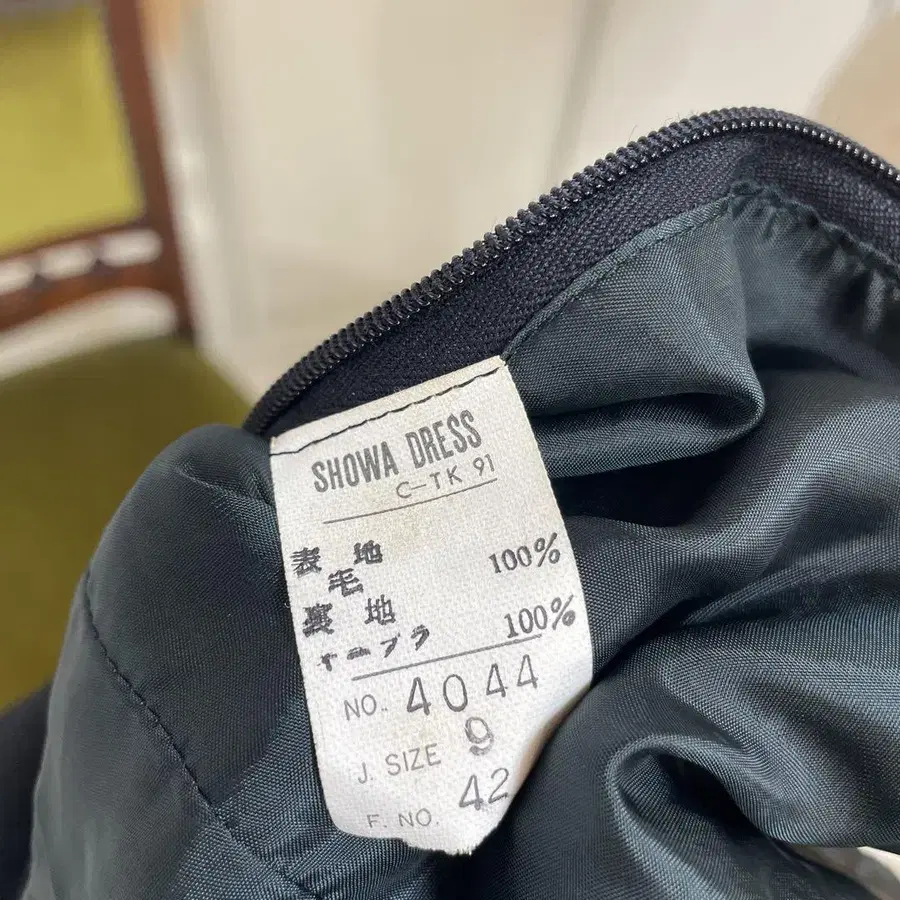 SHOWA DRESS
C-TK 91
表地
毛 100%
裏地
キュープラ 100%
NO. 4044
J. SIZE 9
F. NO. 42